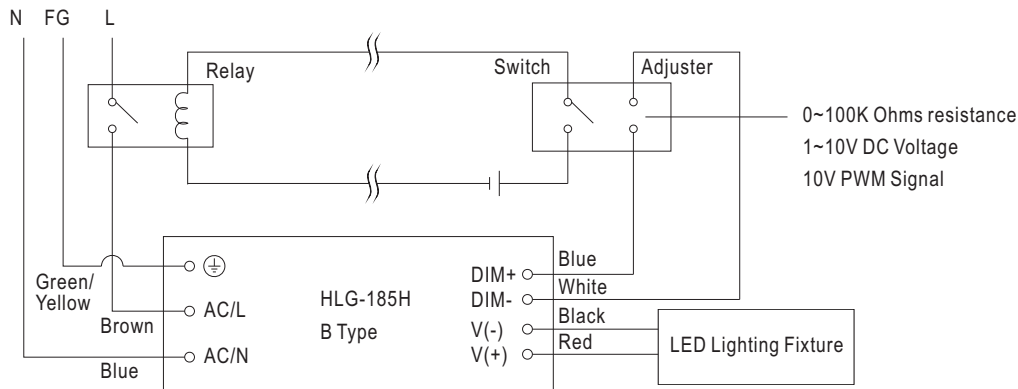 N FG L
Relay
Switch
Adjuster
0~100K Ohms resistance
1~10V DC Voltage
10V PWM Signal
Green/
Yellow
Brown
Blue
AC/L
AC/N
HLG-185H
B Type
DIM+
DIM-
V(-)
V(+)
Blue
White
Black
Red
LED Lighting Fixture